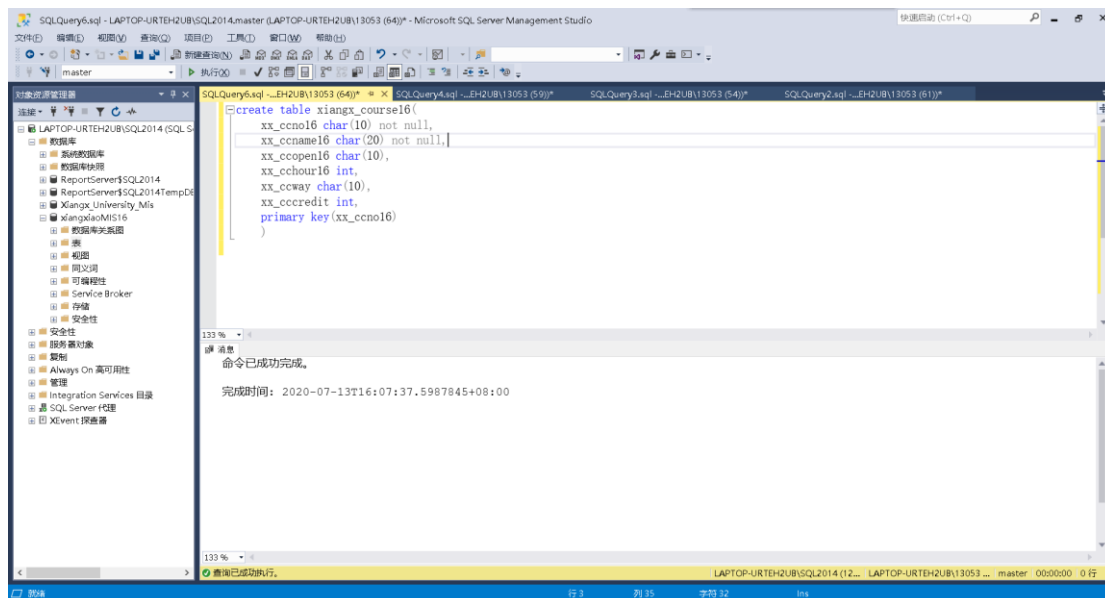 SQLQuery6.sql - LAPTOP-URTEH2UB\SQL2014.master (LAPTOP-URTEH2UB\13053 (64))* - Microsoft SQL Server Management Studio
快速启动 (Ctrl+Q)
文件(F) 编辑(E) 视图(V) 查询(Q) 项目(P) 工具(T) 窗口(W) 帮助(H)
新建查询(N)
master
执行(X)
对象资源管理器
SQLQuery6.sql -...EH2UB\13053 (64))*
SQLQuery4.sql -...EH2UB\13053 (59))*
SQLQuery3.sql -...EH2UB\13053 (54))*
SQLQuery2.sql -...EH2UB\13053 (61))*
连接
LAPTOP-URTEH2UB\SQL2014 (SQL S
数据库
系统数据库
数据库快照
ReportServer$SQL2014
ReportServer$SQL2014TempDB
Xiangx_University_Mis
xiangxiaoMIS16
数据库关系图
表
视图
同义词
可编程性
Service Broker
存储
安全性
安全性
服务器对象
复制
Always On 高可用性
管理
Integration Services 目录
SQL Server 代理
XEvent 探查器
create table xiangx_course16(
xx_ccno16 char(10) not null,
xx_ccname16 char(20) not null,
xx_ccopen16 char(10),
xx_cchour16 int,
xx_ccway char(10),
xx_cccredit int,
primary key(xx_ccno16)
)
133 %
消息
命令已成功完成。
完成时间: 2020-07-13T16:07:37.5987845+08:00
133 %
查询已成功执行。
LAPTOP-URTEH2UB\SQL2014 (12... LAPTOP-URTEH2UB\13053 ... master 00:00:00 0 行
就绪
行 3 列 35 字符 32 Ins